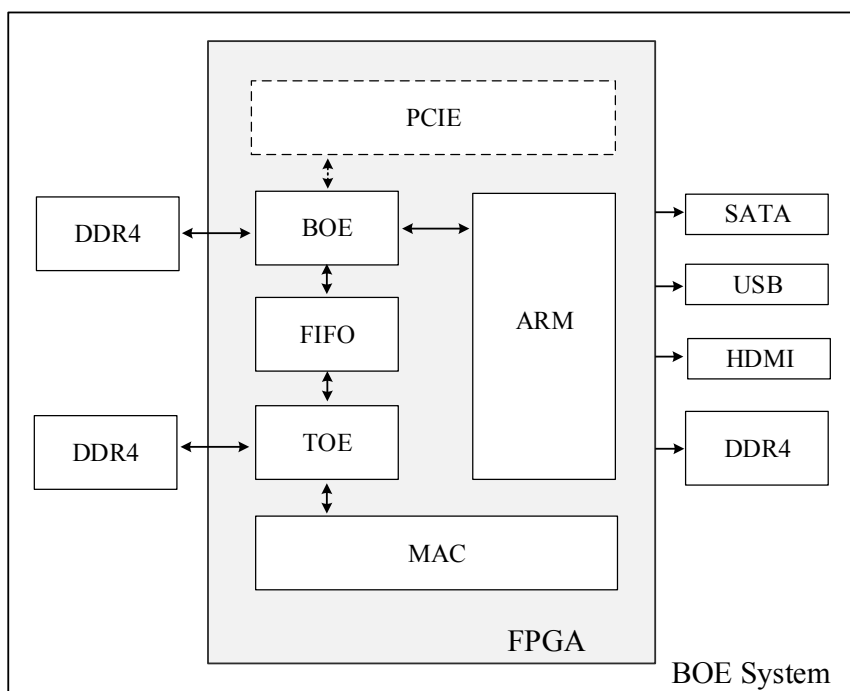 PCIE
DDR4
BOE
SATA
USB
FIFO
ARM
HDMI
DDR4
TOE
DDR4
MAC
FPGA
BOE System